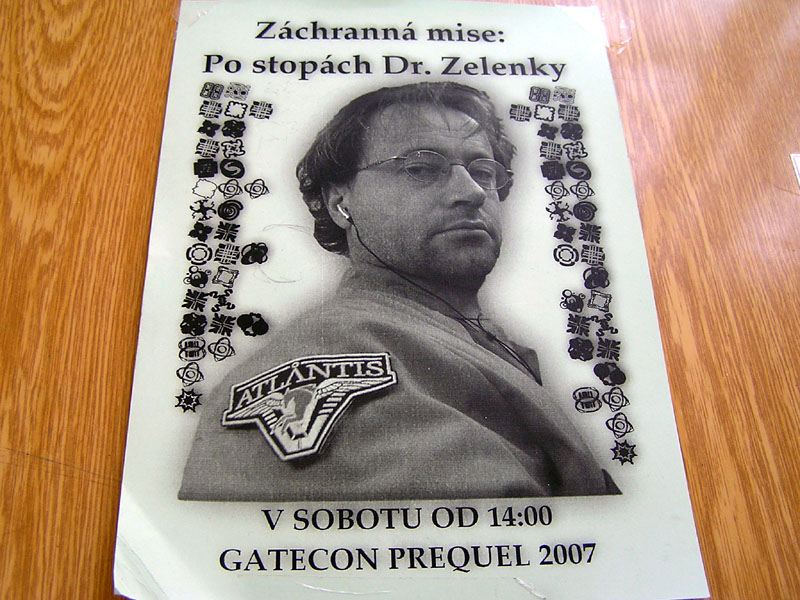 Záchranná mise:
Po stopách Dr. Zelenky
ATLANTIS
V SOBOTU OD 14:00
GATECON PREQUEL 2007